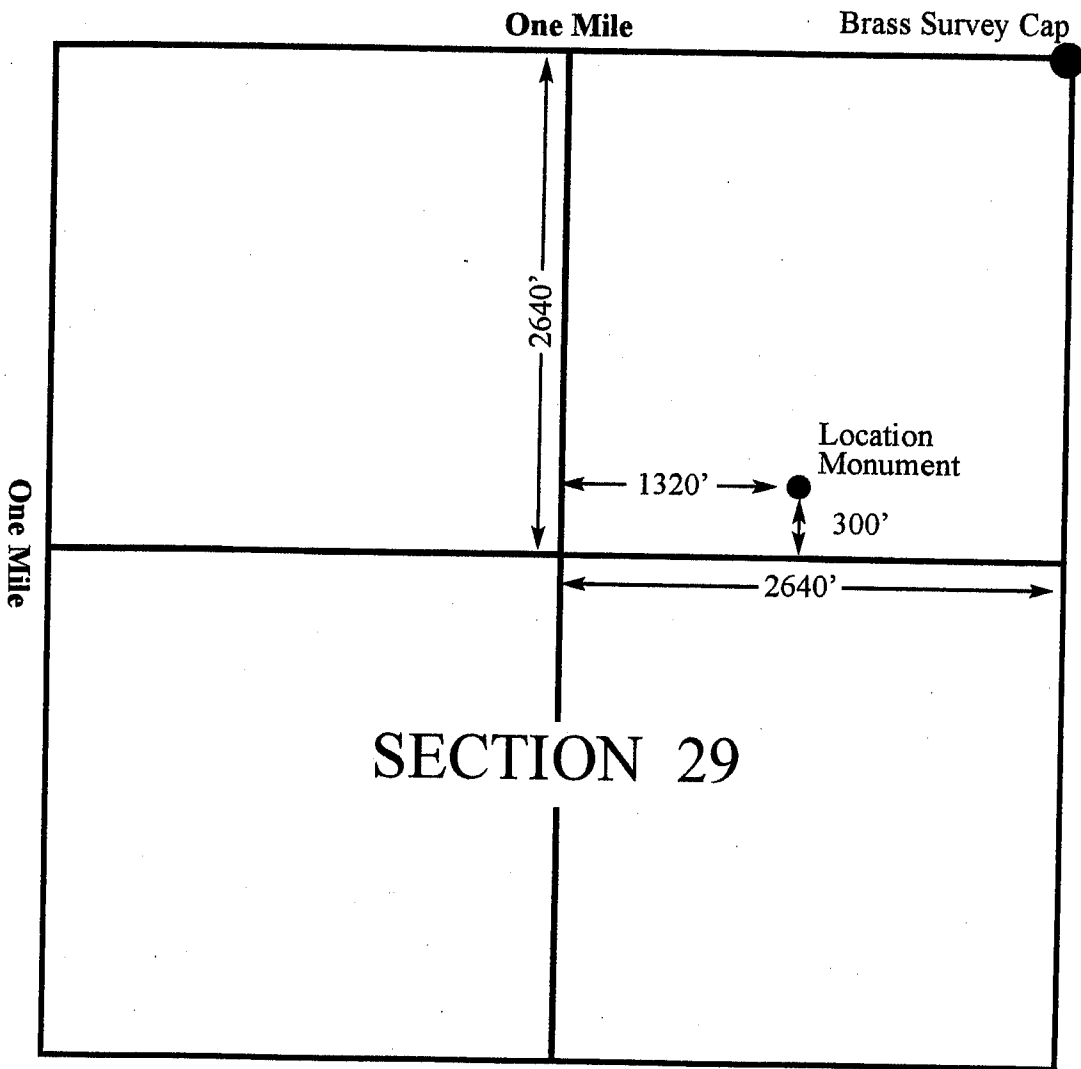 One Mile
Brass Survey Cap
2640’
Location
Monument
1320’
300’
One Mile
2640’
SECTION 29